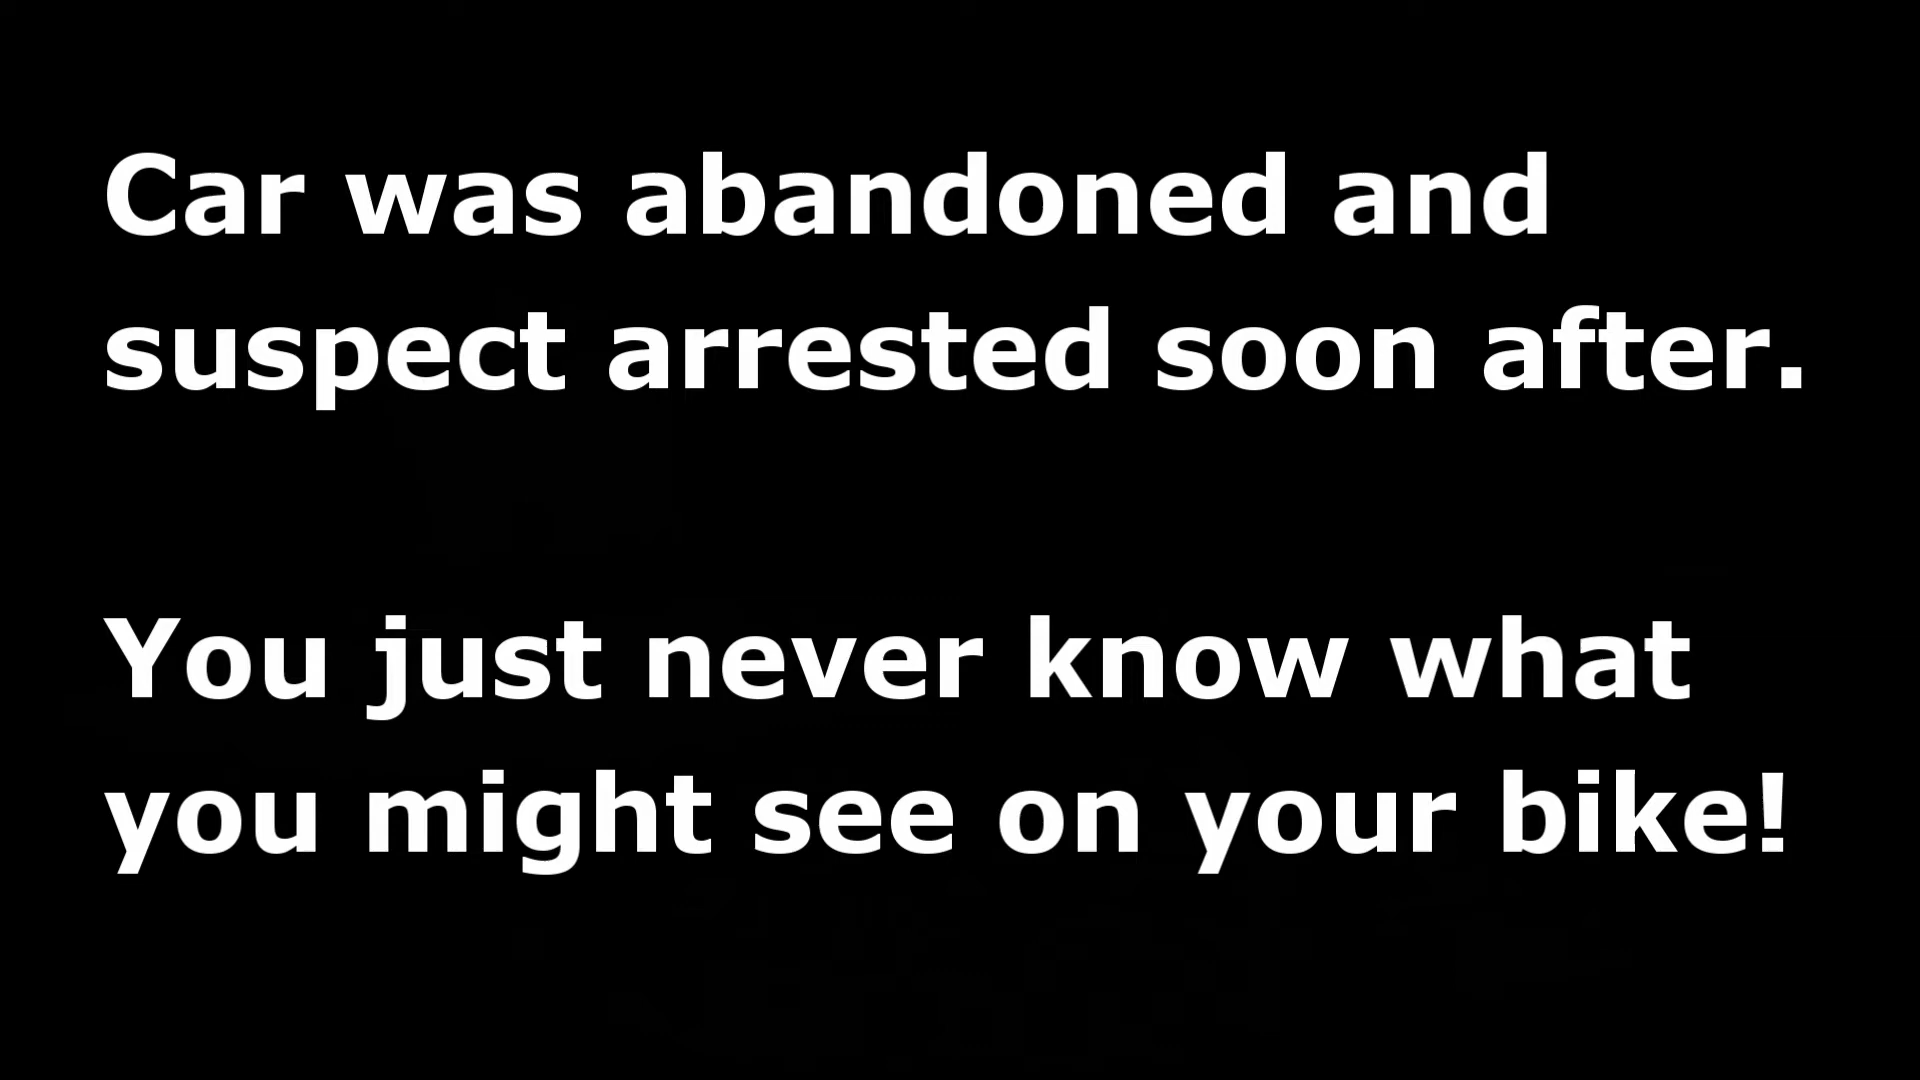 Car was abandoned and
suspect arrested soon after.
You just never know what
you might see on your bike!